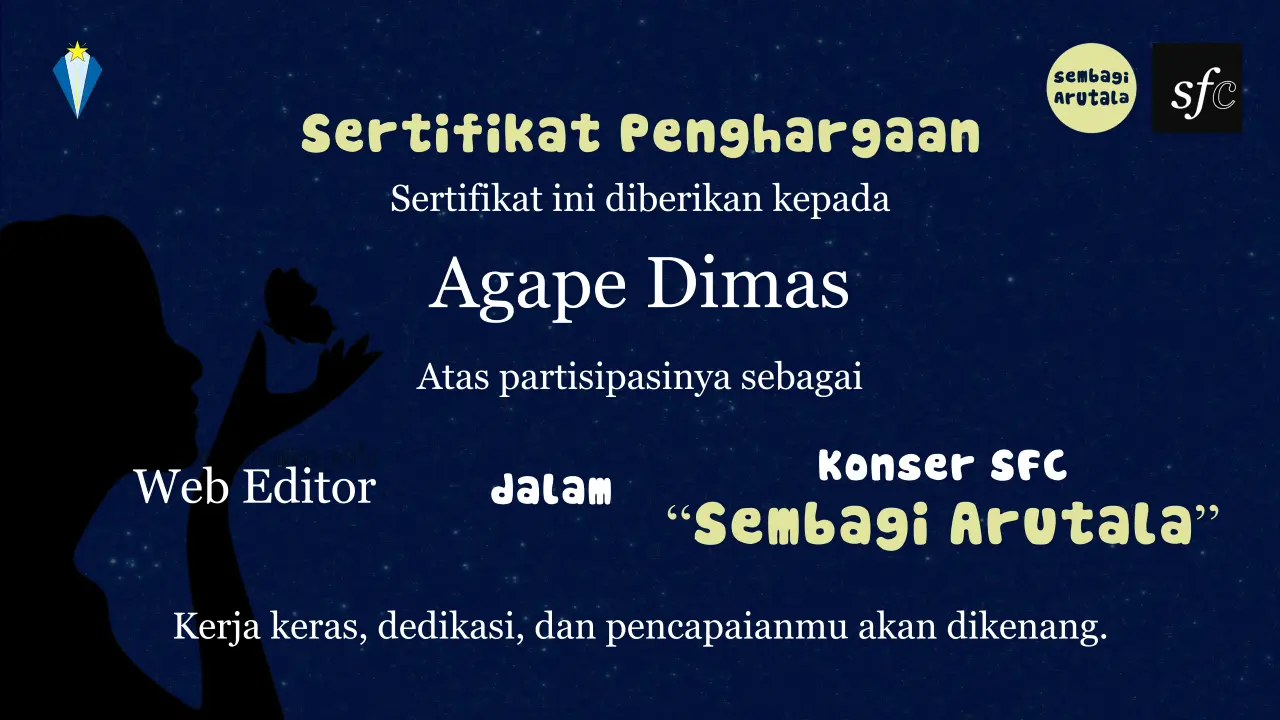 sembagi
Arutala
sfc
Sertifikat Penghargaan
Sertifikat ini diberikan kepada
Agape Dimas
Atas partisipasinya sebagai
Web Editor
dalam
Konser SFC
“Sembagi Arutala”
Kerja keras, dedikasi, dan pencapaianmu akan dikenang.